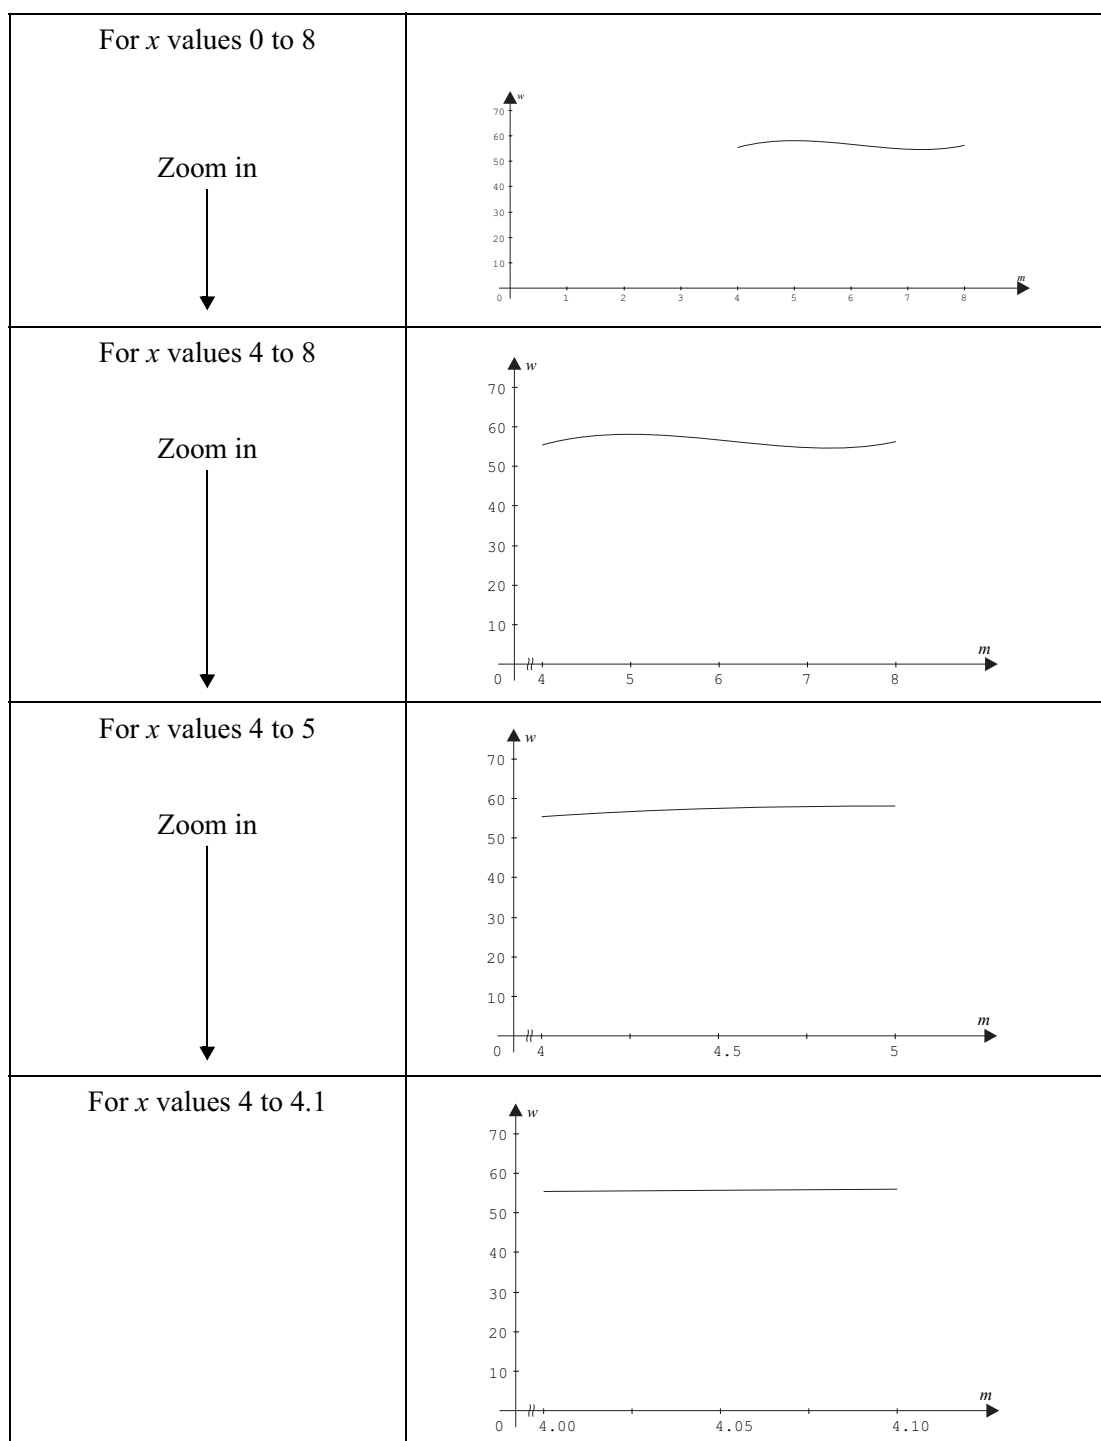 For x values 0 to 8
Zoom in
w
70
60
50
40
30
20
10
m
0 1 2 3 4 5 6 7 8
For x values 4 to 8
Zoom in
w
70
60
50
40
30
20
10
m
0 4 5 6 7 8
For x values 4 to 5
Zoom in
w
70
60
50
40
30
20
10
m
0 4 4.5 5
For x values 4 to 4.1
w
70
60
50
40
30
20
10
m
0 4.00 4.05 4.10